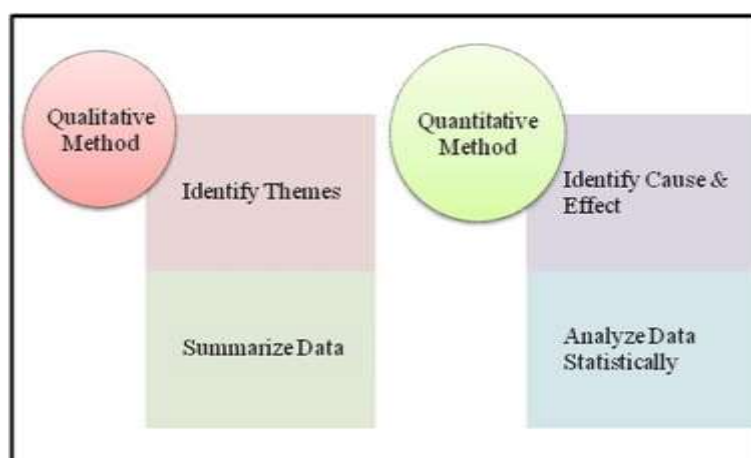 Qualitative
Method
Identify Themes
Summarize Data
Quantitative
Method
Identify Cause &
Effect
Analyze Data
Statistically